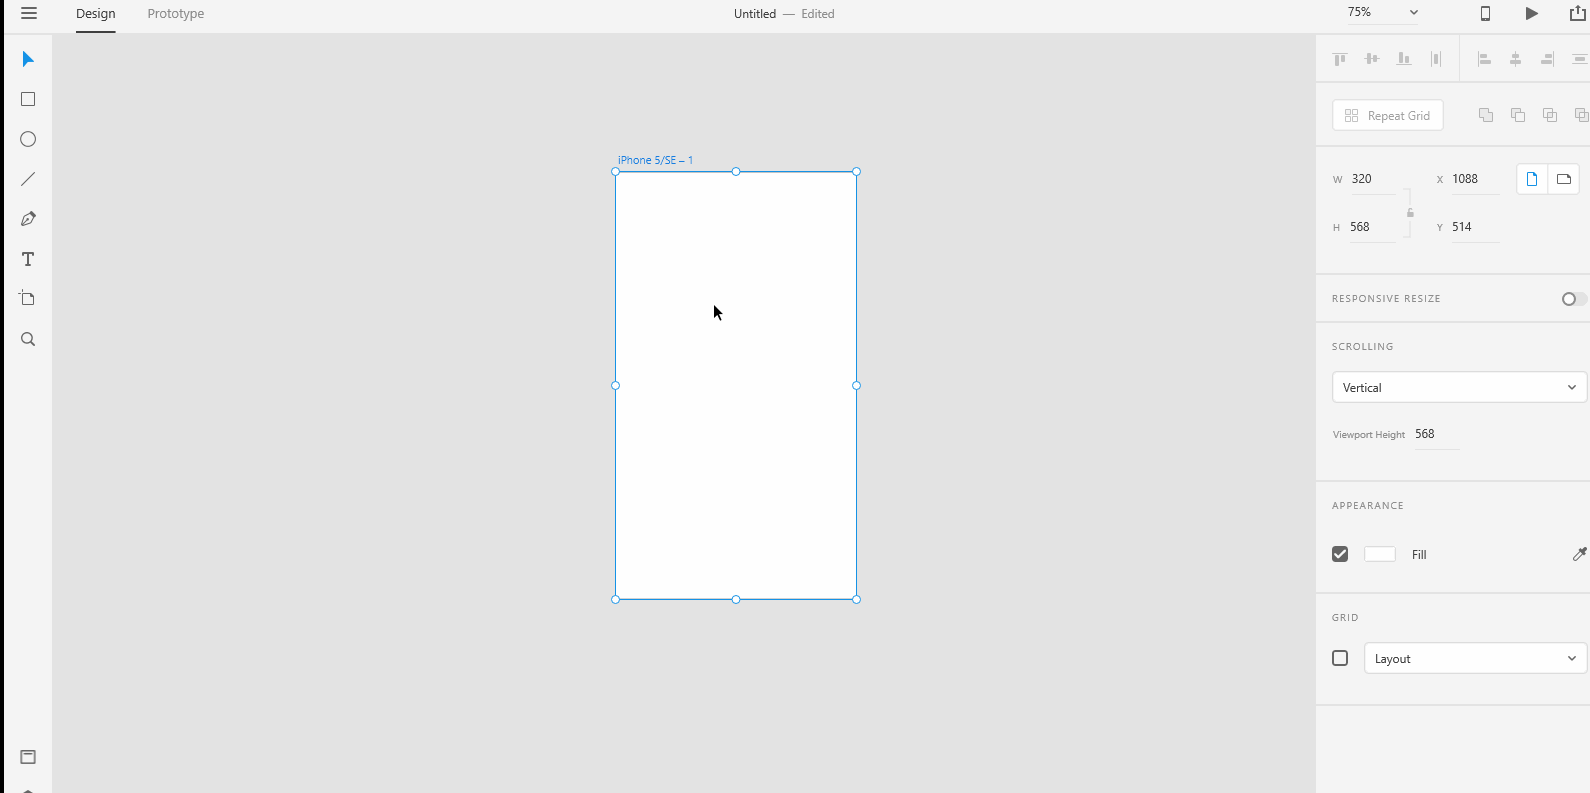 Design Prototype Untitled — Edited 75%
Repeat Grid
iPhone 5/SE – 1
W 320 X 1088
H 568 Y 514
RESPONSIVE RESIZE
SCROLLING
Vertical
Viewport Height 568
APPEARANCE
Fill
GRID
Layout